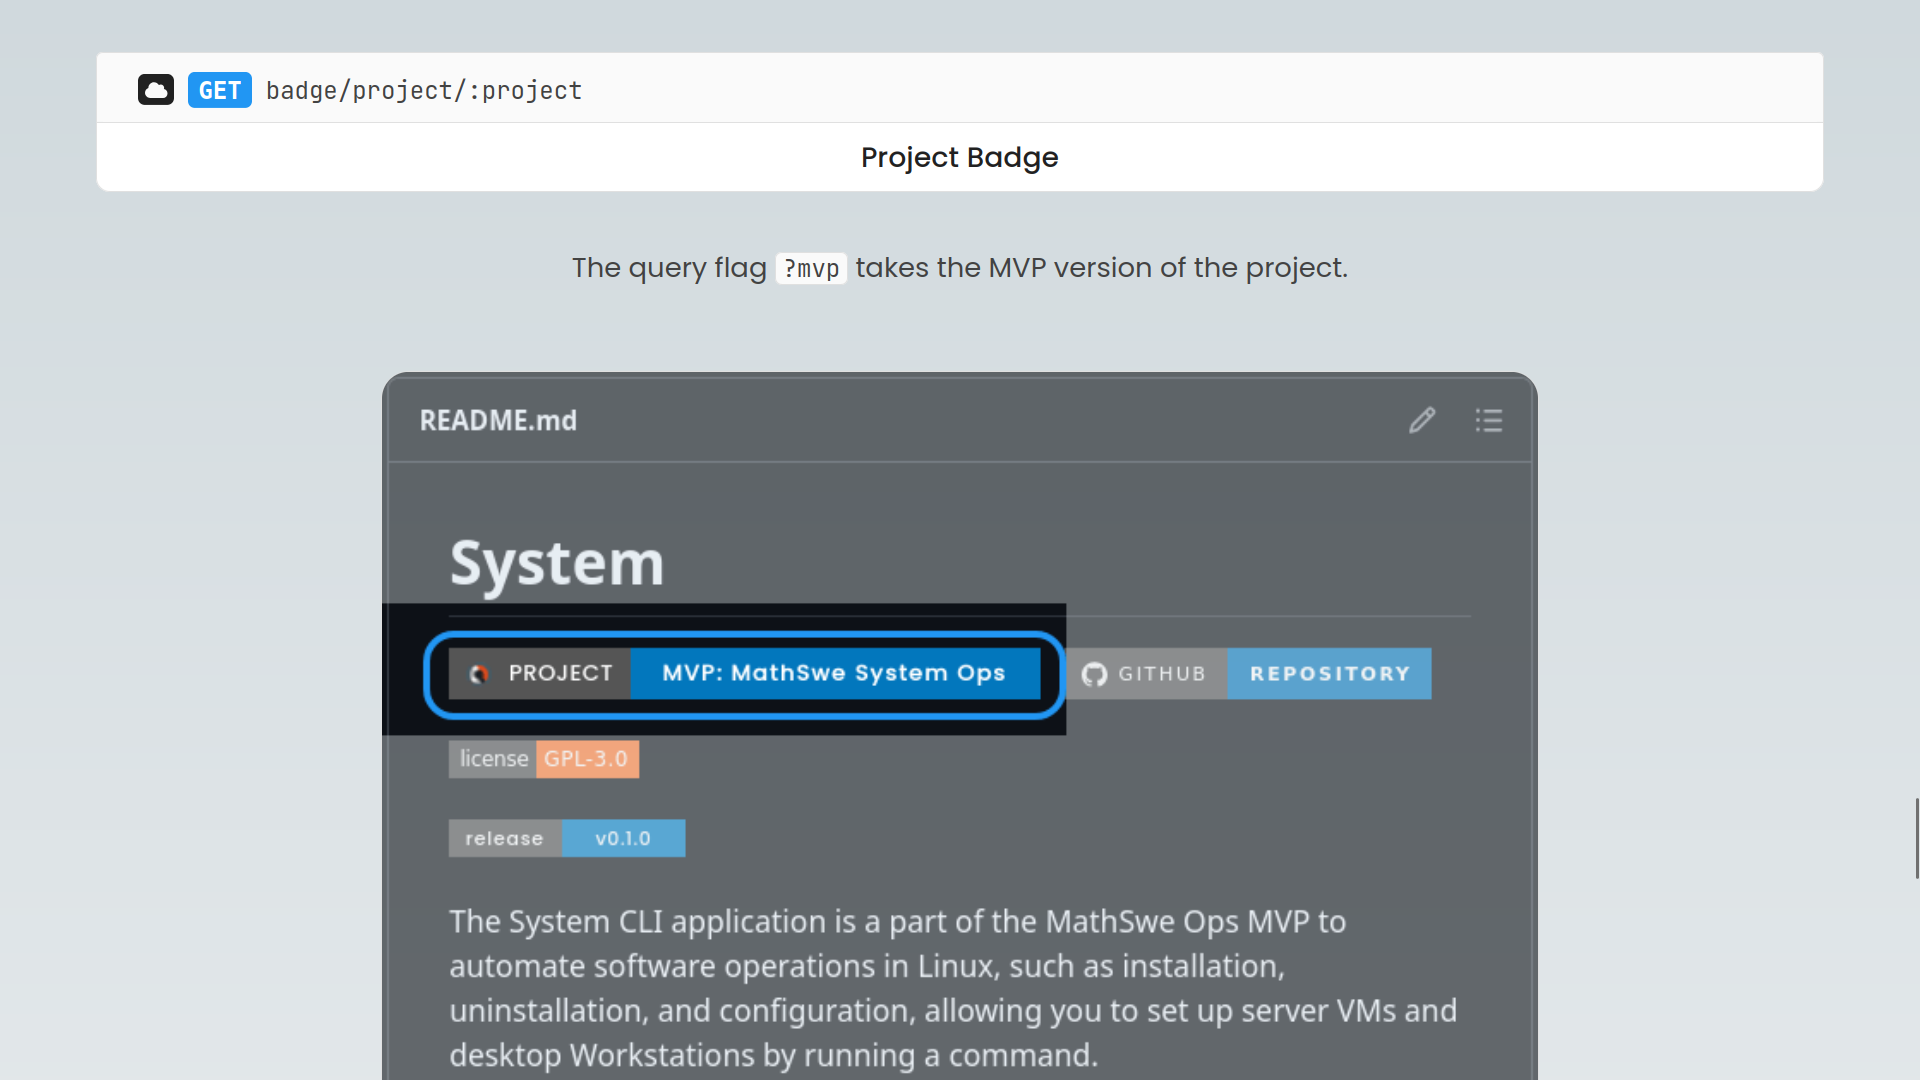 GET badge/project/:project
Project Badge
The query flag ?mvp takes the MVP version of the project.
README.md
System
PROJECT MVP: MathSwe System Ops GITHUB REPOSITORY
license GPL-3.0
release v0.1.0
The System CLI application is a part of the MathSwe Ops MVP to
automate software operations in Linux, such as installation,
uninstallation, and configuration, allowing you to set up server VMs and
desktop Workstations by running a command.